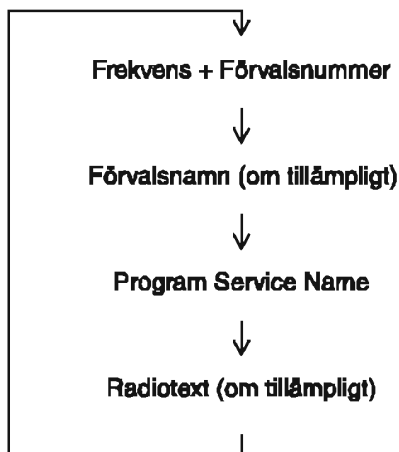 Frekvens + Förvalsnummer
Förvalsnamn (om tillämpligt)
Program Service Name
Radiotext (om tillämpligt)